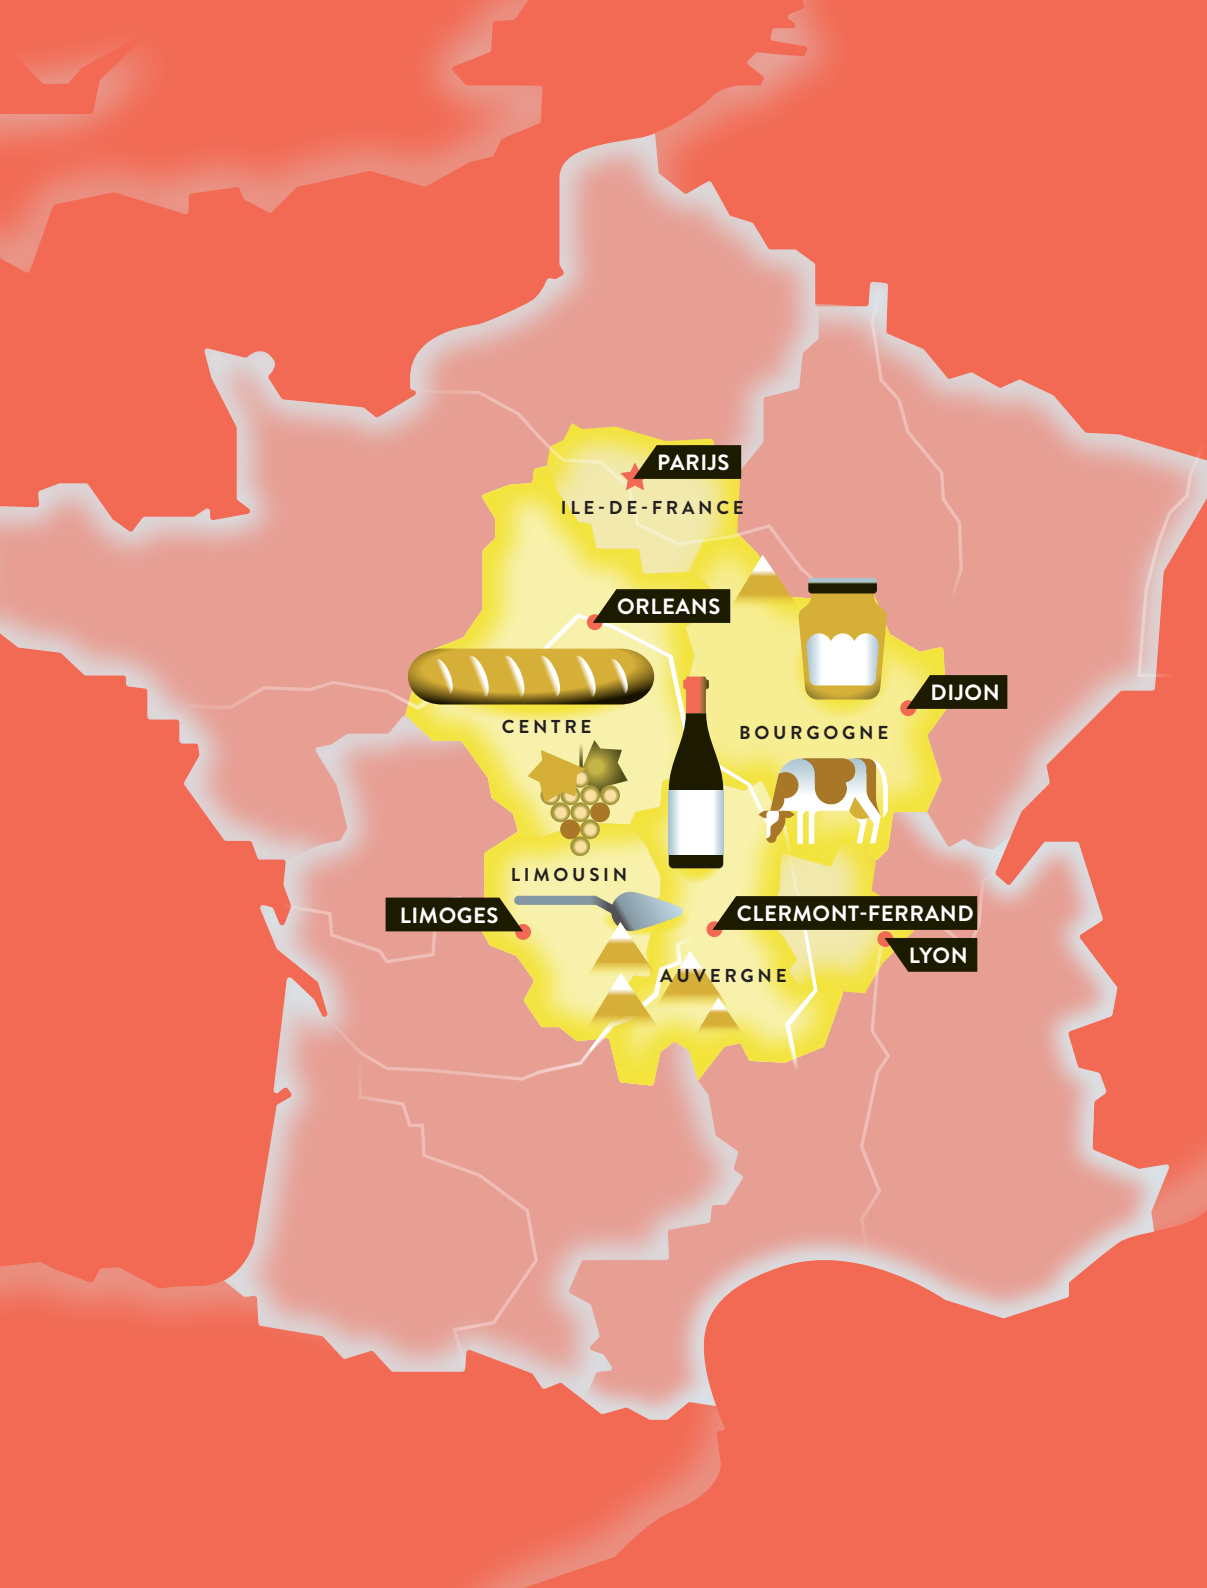 PARIJS
ILE-DE-FRANCE
ORLEANS
DIJON
CENTRE
BOURGOGNE
LIMOUSIN
LIMOGES
CLERMONT-FERRAND
LYON
AUVERGNE